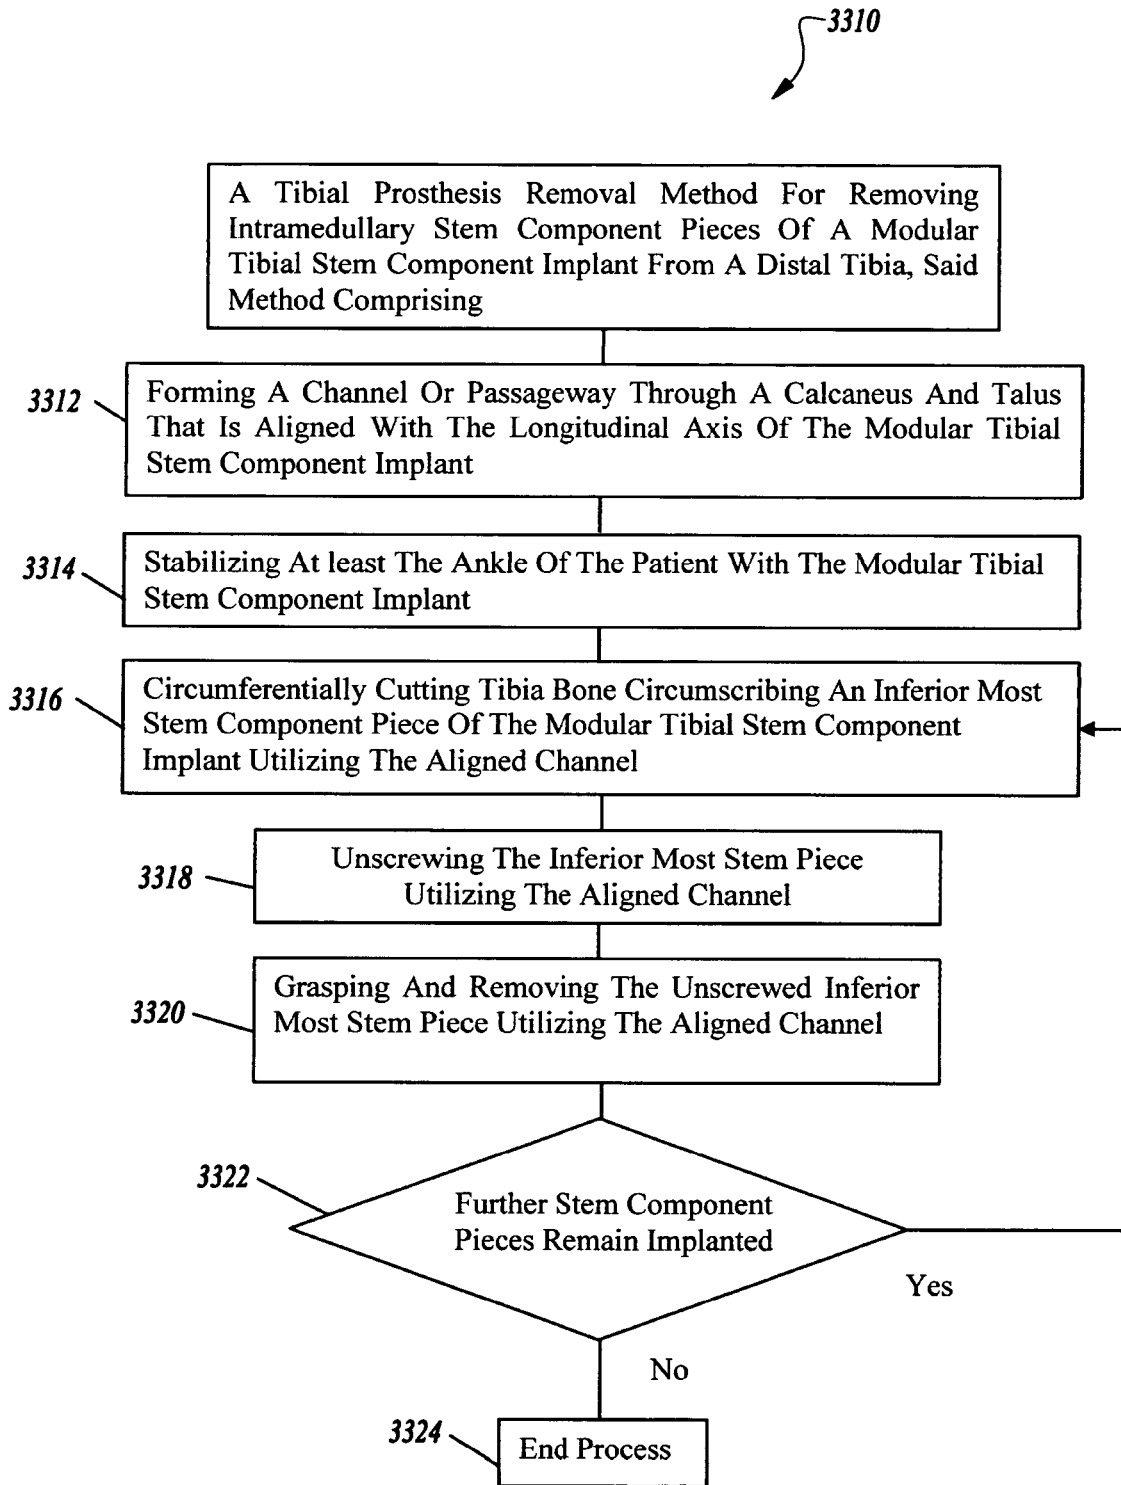 3310
A Tibial Prosthesis Removal Method For Removing
Intramedullary Stem Component Pieces Of A Modular
Tibial Stem Component Implant From A Distal Tibia, Said
Method Comprising
3312
Forming A Channel Or Passageway Through A Calcaneus And Talus
That Is Aligned With The Longitudinal Axis Of The Modular Tibial
Stem Component Implant
3314
Stabilizing At least The Ankle Of The Patient With The Modular Tibial
Stem Component Implant
3316
Circumferentially Cutting Tibia Bone Circumscribing An Inferior Most
Stem Component Piece Of The Modular Tibial Stem Component
Implant Utilizing The Aligned Channel
3318
Unscrewing The Inferior Most Stem Piece
Utilizing The Aligned Channel
3320
Grasping And Removing The Unscrewed Inferior
Most Stem Piece Utilizing The Aligned Channel
3322
Further Stem Component
Pieces Remain Implanted
Yes
No
3324
End Process